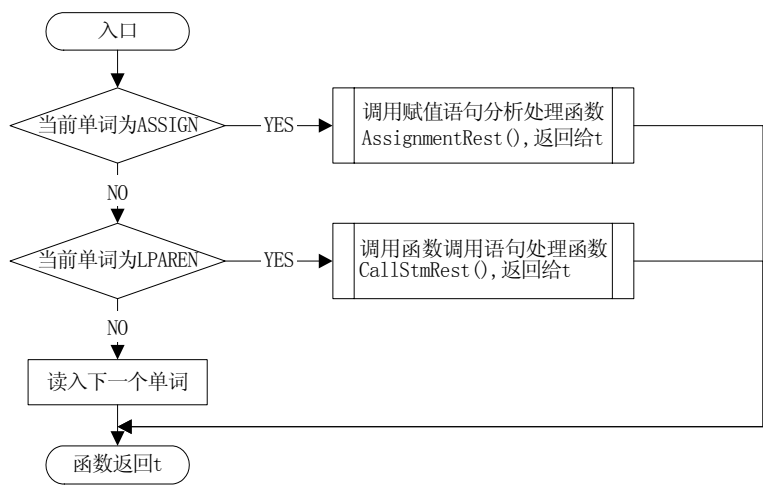 入口
当前单词为ASSIGN
YES
调用赋值语句分析处理函数
AssignmentRest(),返回给t
NO
当前单词为LPAREN
YES
调用函数调用语句处理函数
CallStmRest(),返回给t
NO
读入下一个单词
函数返回t